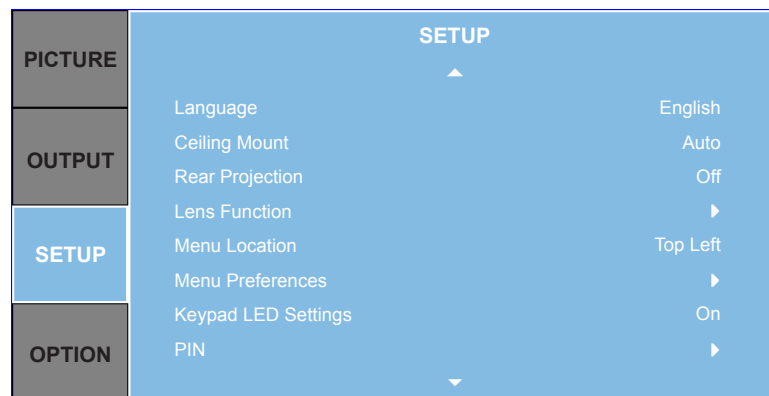 PICTURE
OUTPUT
SETUP
OPTION
SETUP
Language English
Ceiling Mount Auto
Rear Projection Off
Lens Function
Menu Location Top Left
Menu Preferences
Keypad LED Settings On
PIN